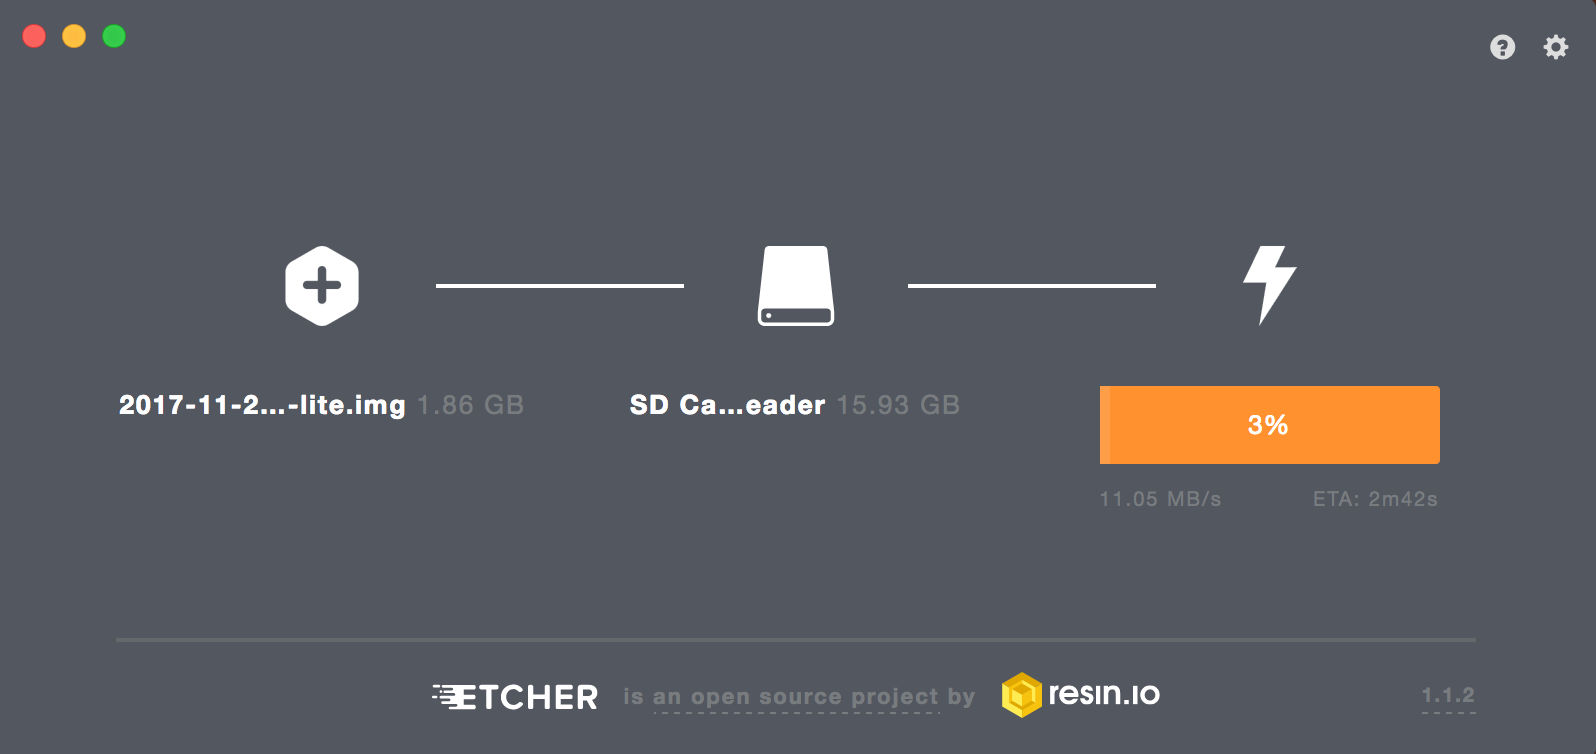 2017-11-2...-lite.img 1.86 GB
SD Ca...eader 15.93 GB
3%
11.05 MB/s ETA: 2m42s
ETCHER is an open source project by resin.io 1.1.2